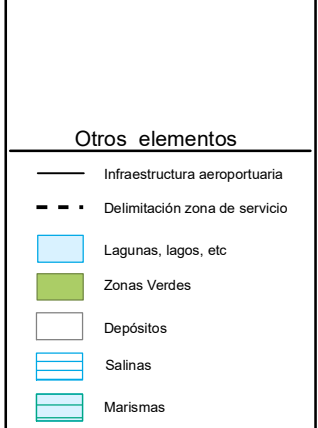 Otros elementos
Infraestructura aeroportuaria
Delimitación zona de servicio
Lagunas, lagos, etc
Zonas Verdes
Depósitos
Salinas
Marismas